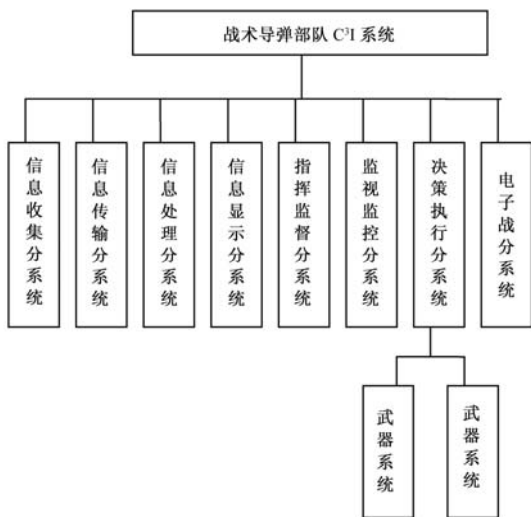 战术导弹部队 C³I 系统
信息收集分系统
信息传输分系统
信息处理分系统
信息显示分系统
指挥监督分系统
监视监控分系统
决策执行分系统
电子战分系统
武器系统
武器系统